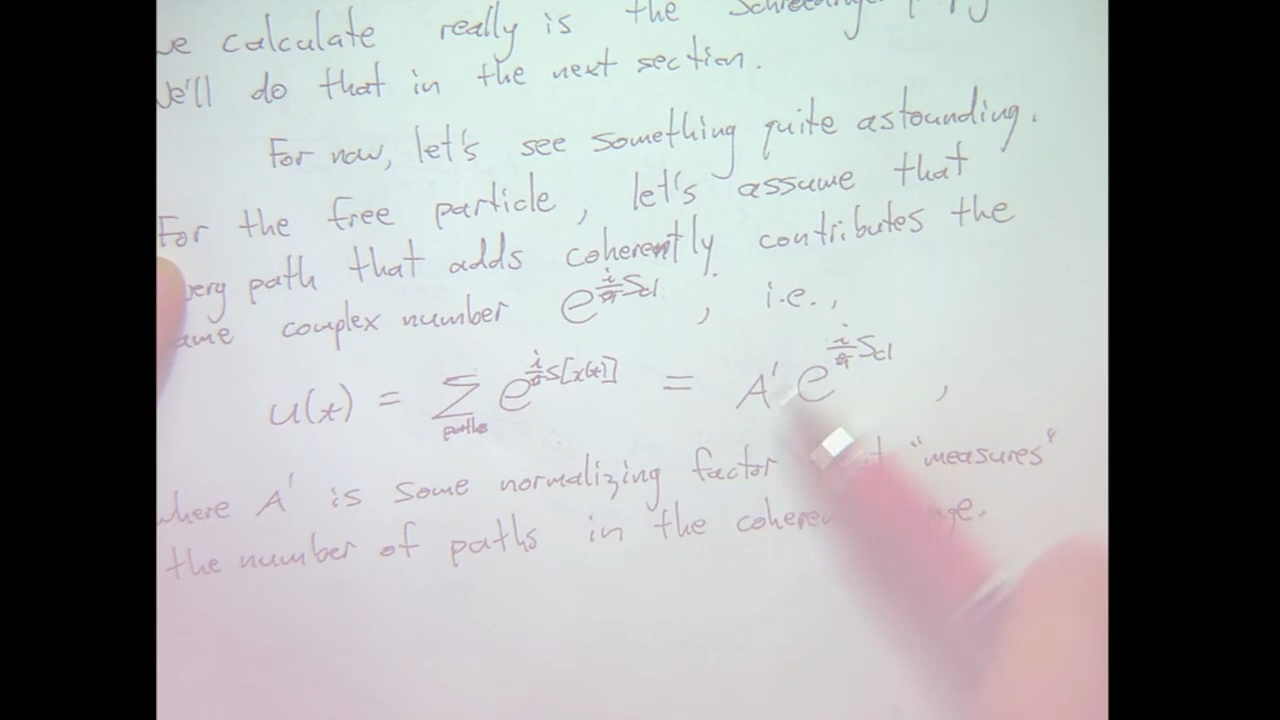 we calculate really is the
we'll do that in the next section.
For now, let's see something quite astounding.
For the free particle, let's assume that
every path that adds coherently contributes the
same complex number e^{\frac{i}{\hbar}S_{cl}}, i.e.,
U(t) = \sum_{paths} e^{\frac{i}{\hbar}S[x(t)]} = A' e^{\frac{i}{\hbar}S_{cl}},
where A' is some normalizing factor "measures"
the number of paths in the